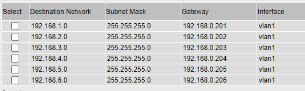 Select Destination Network Subnet Mask Gateway Interface
192.168.1.0 255.255.255.0 192.168.0.201 vlan1
192.168.2.0 255.255.255.0 192.168.0.202 vlan1
192.168.3.0 255.255.255.0 192.168.0.203 vlan1
192.168.4.0 255.255.255.0 192.168.0.204 vlan1
192.168.5.0 255.255.255.0 192.168.0.205 vlan1
192.168.6.0 255.255.255.0 192.168.0.206 vlan1